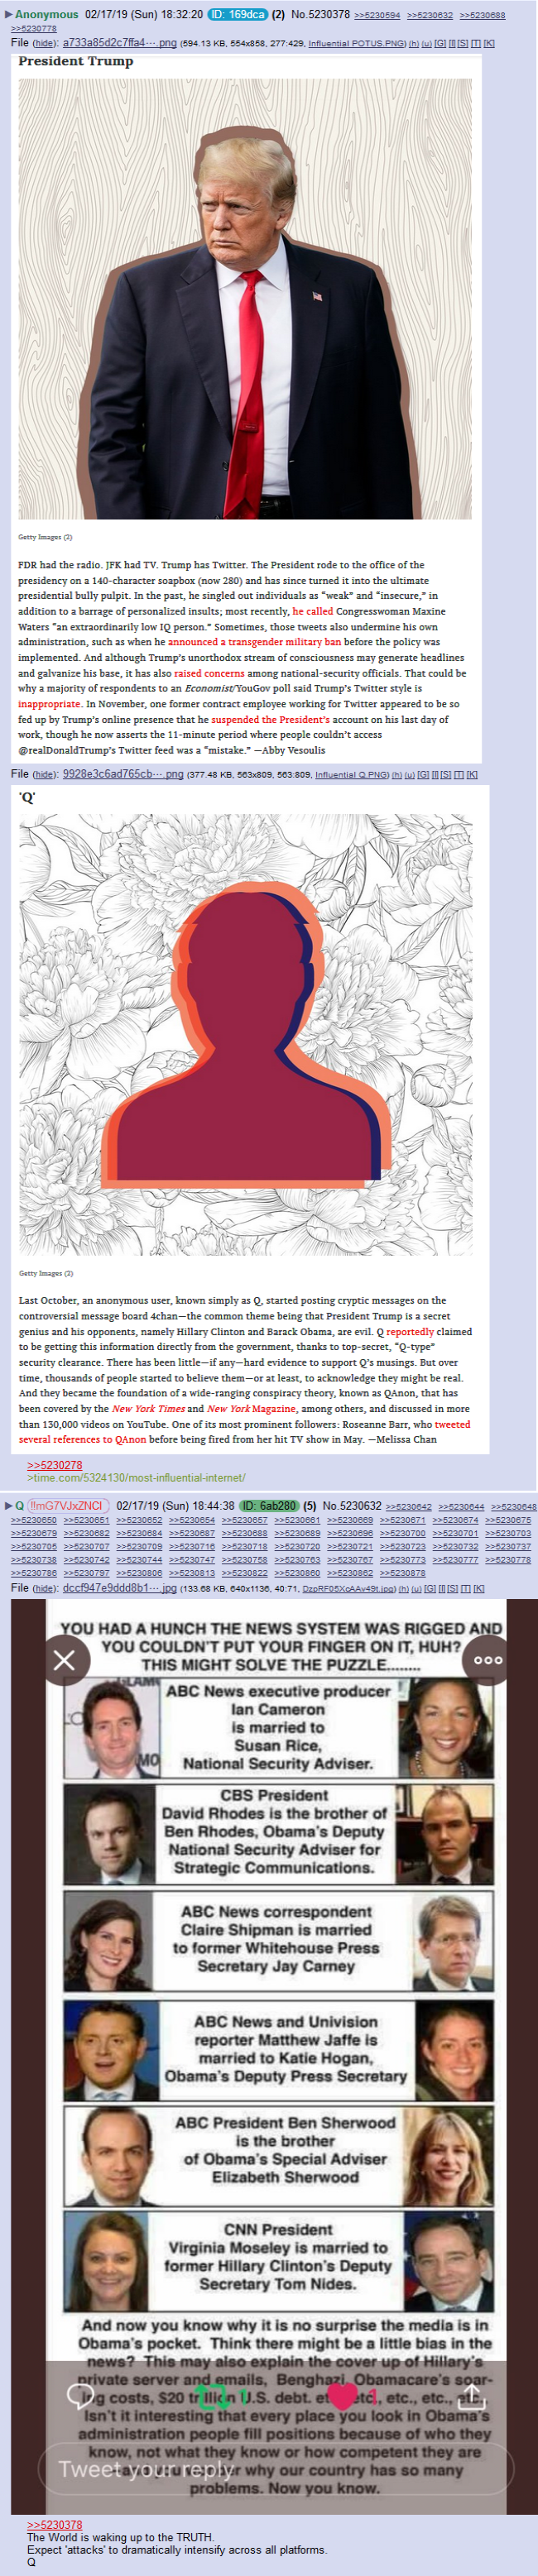 ▶ Anonymous 02/17/19 (Sun) 18:32:20 ID: 169dca (2) No.5230378 >>5230594 >>5230632 >>5230688
>>5230778
File (hide): a733a85d2c7ffa4⋯.png (594.13 KB, 554x858, 277:429, Influential POTUS.PNG) (h) (u) [G] [I] [S] [T] [K]
President Trump
Getty Images (2)
FDR had the radio. JFK had TV. Trump has Twitter. The President rode to the office of the
presidency on a 140-character soapbox (now 280) and has since turned it into the ultimate
presidential bully pulpit. In the past, he singled out individuals as “weak” and “insecure,” in
addition to a barrage of personalized insults; most recently, he called Congresswoman Maxine
Waters “an extraordinarily low IQ person.” Sometimes, those tweets also undermine his own
administration, such as when he announced a transgender military ban before the policy was
implemented. And although Trump’s unorthodox stream of consciousness may generate headlines
and galvanize his base, it has also raised concerns among national-security officials. That could be
why a majority of respondents to an Economist/YouGov poll said Trump’s Twitter style is
inappropriate. In November, one former contract employee working for Twitter appeared to be so
fed up by Trump’s online presence that he suspended the President’s account on his last day of
work, though he now asserts the 11-minute period where people couldn’t access
@realDonaldTrump’s Twitter feed was a “mistake.” —Abby Vesoulis
File (hide): 9928e3c6ad765cb⋯.png (377.48 KB, 563x809, 563:809, Influential Q.PNG) (h) (u) [G] [I] [S] [T] [K]
'Q'
Getty Images (2)
Last October, an anonymous user, known simply as Q, started posting cryptic messages on the
controversial message board 4chan—the common theme being that President Trump is a secret
genius and his opponents, namely Hillary Clinton and Barack Obama, are evil. Q reportedly claimed
to be getting this information directly from the government, thanks to top-secret, “Q-type”
security clearance. There has been little—if any—hard evidence to support Q’s musings. But over
time, thousands of people started to believe them—or at least, to acknowledge they might be real.
And they became the foundation of a wide-ranging conspiracy theory, known as QAnon, that has
been covered by the New York Times and New York Magazine, among others, and discussed in more
than 130,000 videos on YouTube. One of its most prominent followers: Roseanne Barr, who tweeted
several references to QAnon before being fired from her hit TV show in May. —Melissa Chan
>>5230278
>time.com/5324130/most-influential-internet/
▶ Q !!mG7VJxZNCI 02/17/19 (Sun) 18:44:38 ID: 6ab280 (5) No.5230632 >>5230642 >>5230644 >>5230648
>>5230650 >>5230651 >>5230652 >>5230654 >>5230657 >>5230661 >>5230669 >>5230671 >>5230674 >>5230675
>>5230679 >>5230682 >>5230684 >>5230687 >>5230688 >>5230689 >>5230696 >>5230700 >>5230701 >>5230703
>>5230705 >>5230707 >>5230709 >>5230716 >>5230718 >>5230720 >>5230721 >>5230723 >>5230732 >>5230737
>>5230738 >>5230742 >>5230744 >>5230747 >>5230758 >>5230763 >>5230767 >>5230773 >>5230777 >>5230778
>>5230786 >>5230797 >>5230806 >>5230813 >>5230822 >>5230860 >>5230862 >>5230878
File (hide): dccf947e9ddd8b1⋯.jpg (133.68 KB, 640x1136, 40:71, DzpRF05XoAAv49t.jpg) (h) (u) [G] [I] [S] [T] [K]
YOU HAD A HUNCH THE NEWS SYSTEM WAS RIGGED AND
YOU COULDN'T PUT YOUR FINGER ON IT, HUH?
THIS MIGHT SOLVE THE PUZZLE........
ABC News executive producer
Ian Cameron
is married to
Susan Rice,
National Security Adviser.
CBS President
David Rhodes is the brother of
Ben Rhodes, Obama's Deputy
National Security Adviser for
Strategic Communications.
ABC News correspondent
Claire Shipman is married
to former Whitehouse Press
Secretary Jay Carney
ABC News and Univision
reporter Matthew Jaffe is
married to Katie Hogan,
Obama's Deputy Press Secretary
ABC President Ben Sherwood
is the brother
of Obama's Special Adviser
Elizabeth Sherwood
CNN President
Virginia Moseley is married to
former Hillary Clinton's Deputy
Secretary Tom Nides.
And now you know why it is no surprise the media is in
Obama's pocket. Think there might be a little bias in the
news? This may also explain the cover up of Hillary's
private server and emails, Benghazi, Obamacare's soar-
ing costs, $20 U.S. debt. etc., etc., etc.,
Isn't it interesting that every place you look in Obama's
administration people fill positions because of who they
know, not what they know or how competent they are
why our country has so many
problems. Now you know.
1 1
Tweet your reply
>>5230378
The World is waking up to the TRUTH.
Expect 'attacks' to dramatically intensify across all platforms.
Q